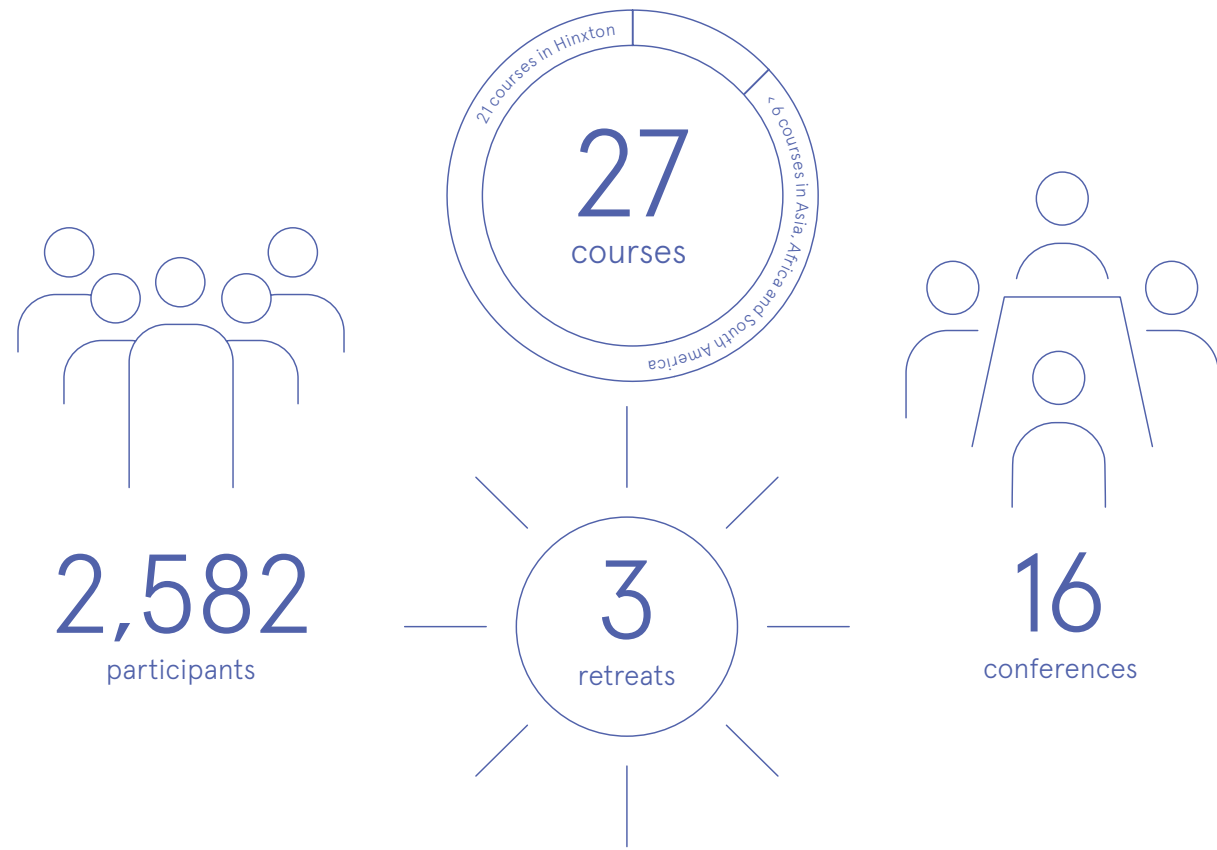 21 courses in Hinxton
< 6 courses in Asia, Africa and South America
27
courses
2,582
participants
3
retreats
16
conferences